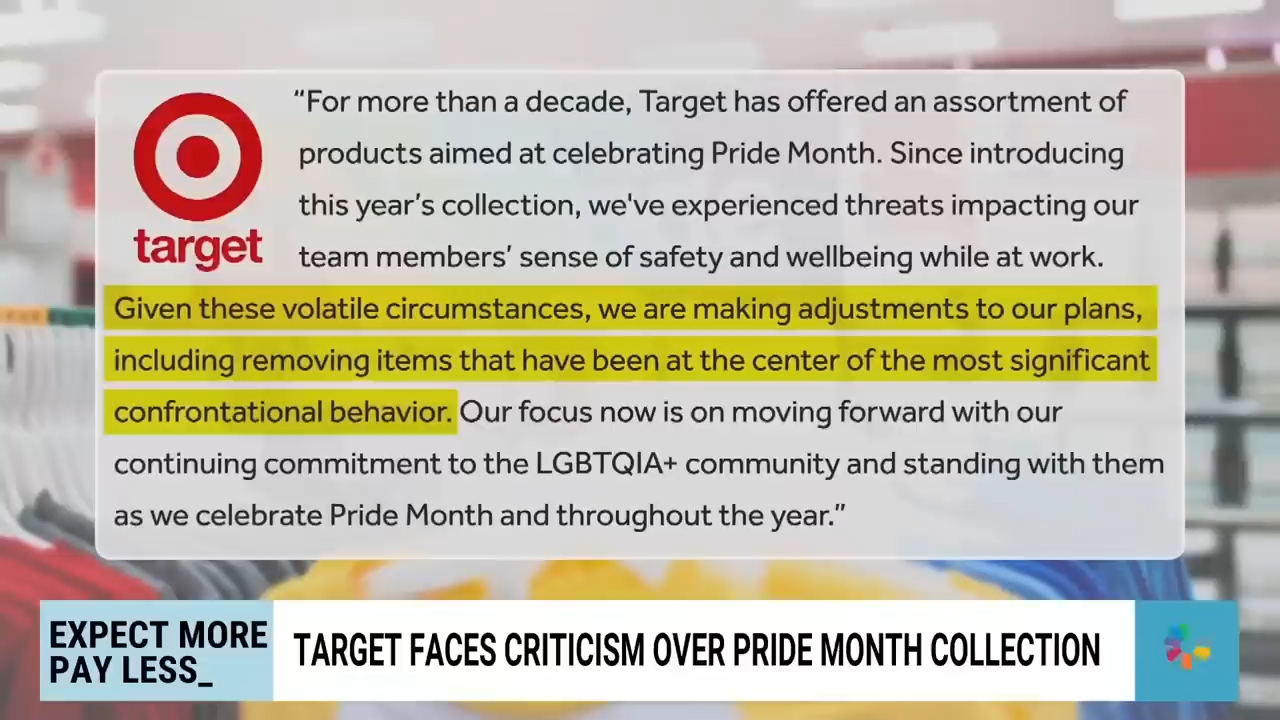 “For more than a decade, Target has offered an assortment of
products aimed at celebrating Pride Month. Since introducing
this year’s collection, we've experienced threats impacting our
target
team members’ sense of safety and wellbeing while at work.
Given these volatile circumstances, we are making adjustments to our plans,
including removing items that have been at the center of the most significant
confrontational behavior. Our focus now is on moving forward with our
continuing commitment to the LGBTQIA+ community and standing with them
as we celebrate Pride Month and throughout the year.”
EXPECT MORE
PAY LESS_
TARGET FACES CRITICISM OVER PRIDE MONTH COLLECTION